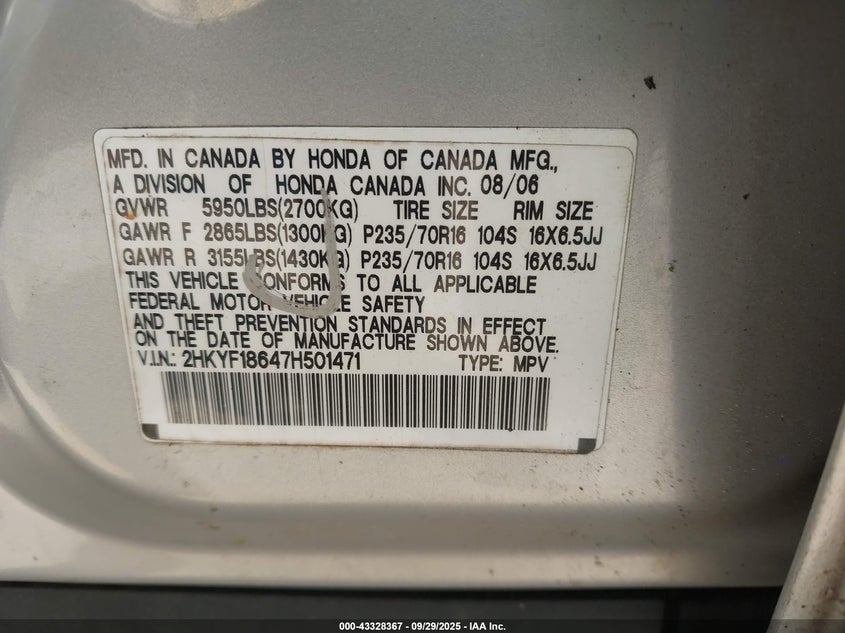 MFD. IN CANADA BY HONDA OF CANADA MFG.,
A DIVISION OF HONDA CANADA INC. 08/06
GVWR 5950LBS(2700KG) TIRE SIZE RIM SIZE
GAWR F 2865LBS(1300KG) P235/70R16 104S 16X6.5JJ
GAWR R 3155LBS(1430KG) P235/70R16 104S 16X6.5JJ
THIS VEHICLE CONFORMS TO ALL APPLICABLE
FEDERAL MOTOR VEHICLE SAFETY
AND THEFT PREVENTION STANDARDS IN EFFECT
ON THE DATE OF MANUFACTURE SHOWN ABOVE.
V.I.N.: 2HKYF18647H501471 TYPE: MPV
000-43328367 - 09/29/2025 - IAA Inc.